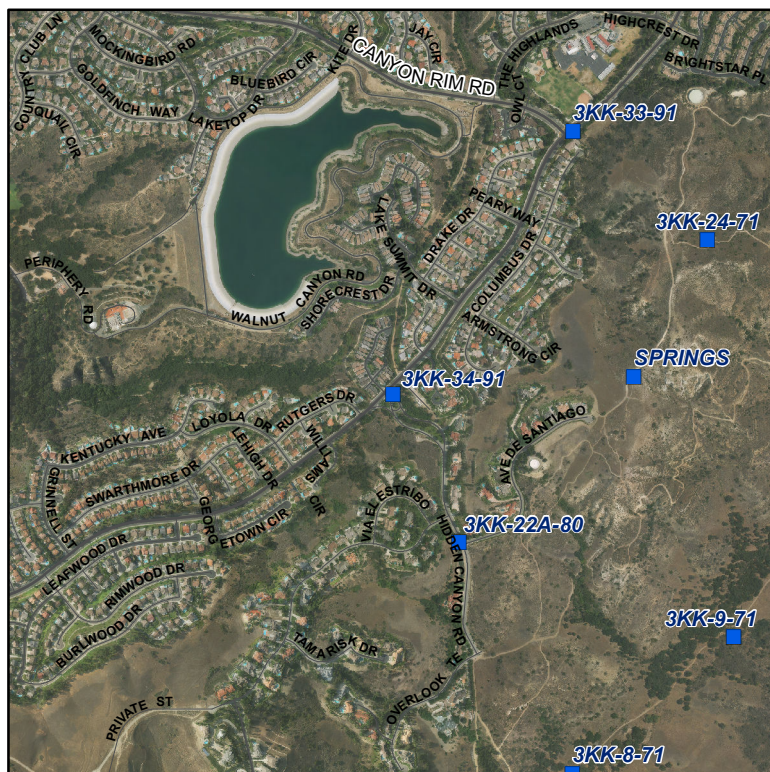 COUNTRY CLUB LN
MOCKINGBIRD RD
GOLDFINCH WAY
QUAIL CIR
LAKETOP DR
BLUEBIRD CIR
KITE DR
JAY CIR
CANYON RIM RD
THE HIGHLANDS
HIGHCREST DR
BRIGHTSTAR PL
OWL CT
3KK-33-91
PEARY WAY
3KK-24-71
LAKE SUMMIT DR
DRAKE DR
COLUMBUS DR
PERIPHERY RD
WALNUT CANYON RD
SHORECREST DR
ARMSTRONG CIR
SPRINGS
3KK-34-91
KENTUCKY AVE
LOYOLA DR
RUTGERS DR
AVE DE SANTIAGO
GRINNELL ST
SWARTHMORE DR
LEHIGH DR
WILLIAMS CIR
GEORGETOWN CIR
VIA EL ESTRIBO
HIDDEN CANYON RD
3KK-22A-80
LEAFWOOD DR
RIMWOOD DR
BURLWOOD DR
TAMARISK DR
3KK-9-71
OVERLOOK TE
PRIVATE ST
3KK-8-71